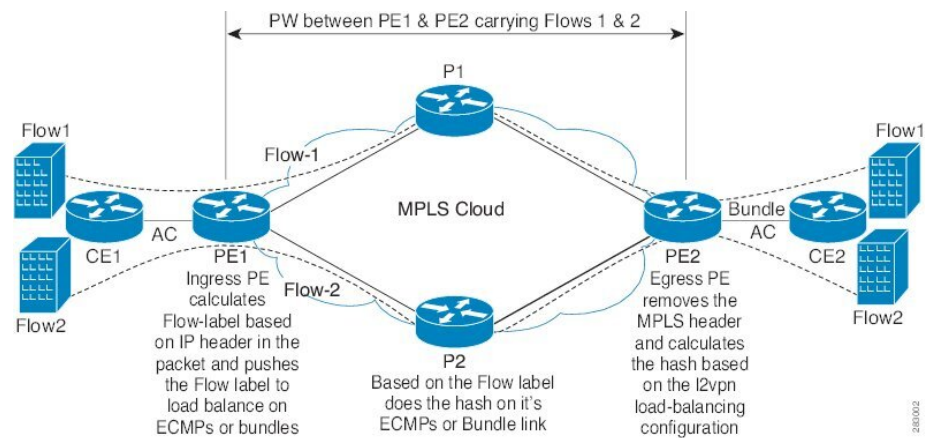 PW between PE1 & PE2 carrying Flows 1 & 2
P1
Flow1
Flow1
Flow-1
MPLS Cloud
Bundle
AC
AC
CE1
PE1
PE2
CE2
Flow-2
Flow2
Flow2
Ingress PE
calculates
Flow-label based
on IP header in the
packet and pushes
the Flow label to
load balance on
ECMPs or bundles
P2
Based on the Flow label
does the hash on it's
ECMPs or Bundle link
Egress PE
removes the
MPLS header
and calculates
the hash based
on the l2vpn
load-balancing
configuration
283002